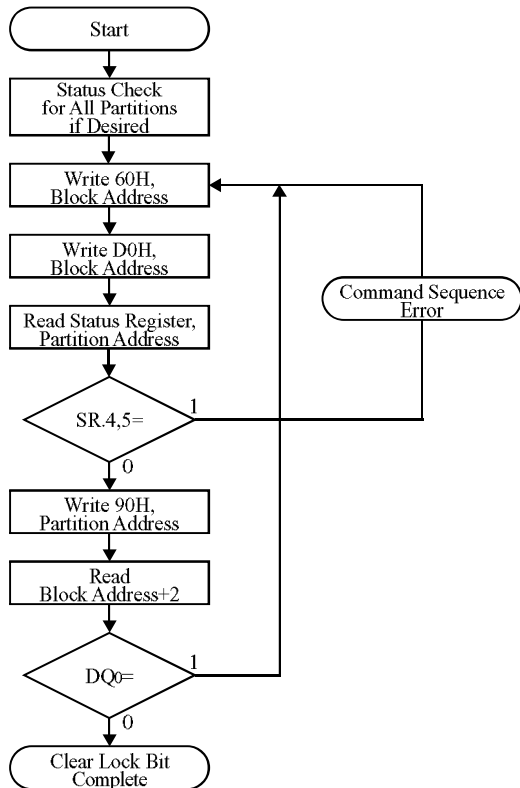 Start
Status Check
for All Partitions
if Desired
Write 60H,
Block Address
Write D0H,
Block Address
Command Sequence
Error
Read Status Register,
Partition Address
SR.4,5=
1
0
Write 90H,
Partition Address
Read
Block Address+2
DQ0=
1
0
Clear Lock Bit
Complete